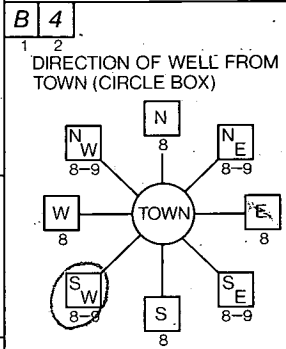 B 4
1 2
DIRECTION OF WELL FROM
TOWN (CIRCLE BOX)
N
8
NW
8-9
NE
8-9
W
8
TOWN
E
8
SW
8-9
SE
8-9
S
8